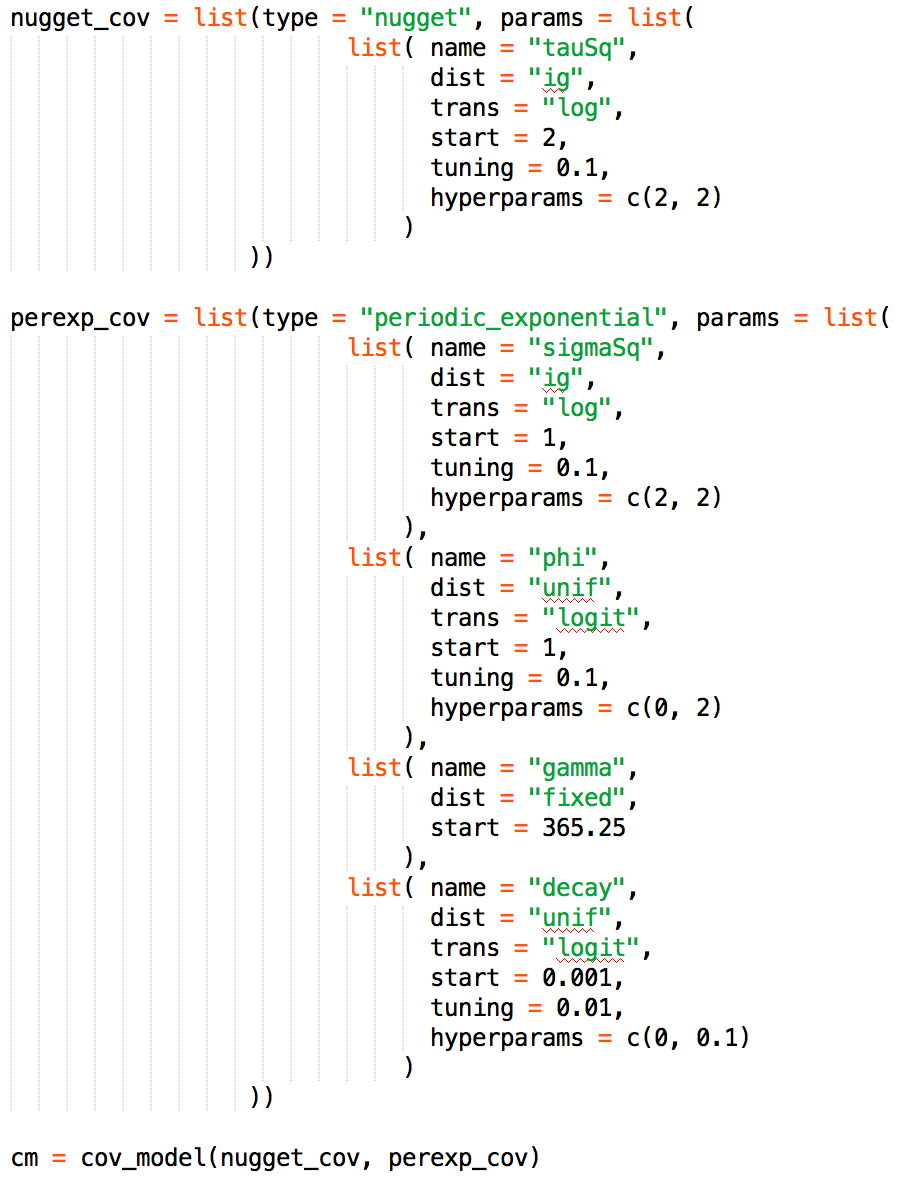 nugget_cov = list(type = "nugget", params = list(
                        list( name = "tauSq",
                              dist = "ig",
                              trans = "log",
                              start = 2,
                              tuning = 0.1,
                              hyperparams = c(2, 2)
                            )
                 ))

perexp_cov = list(type = "periodic_exponential", params = list(
                        list( name = "sigmaSq",
                              dist = "ig",
                              trans = "log",
                              start = 1,
                              tuning = 0.1,
                              hyperparams = c(2, 2)
                            ),
                        list( name = "phi",
                              dist = "unif",
                              trans = "logit",
                              start = 1,
                              tuning = 0.1,
                              hyperparams = c(0, 2)
                            ),
                        list( name = "gamma",
                              dist = "fixed",
                              start = 365.25
                            ),
                        list( name = "decay",
                              dist = "unif",
                              trans = "logit",
                              start = 0.001,
                              tuning = 0.01,
                              hyperparams = c(0, 0.1)
                            )
                 ))

cm = cov_model(nugget_cov, perexp_cov)